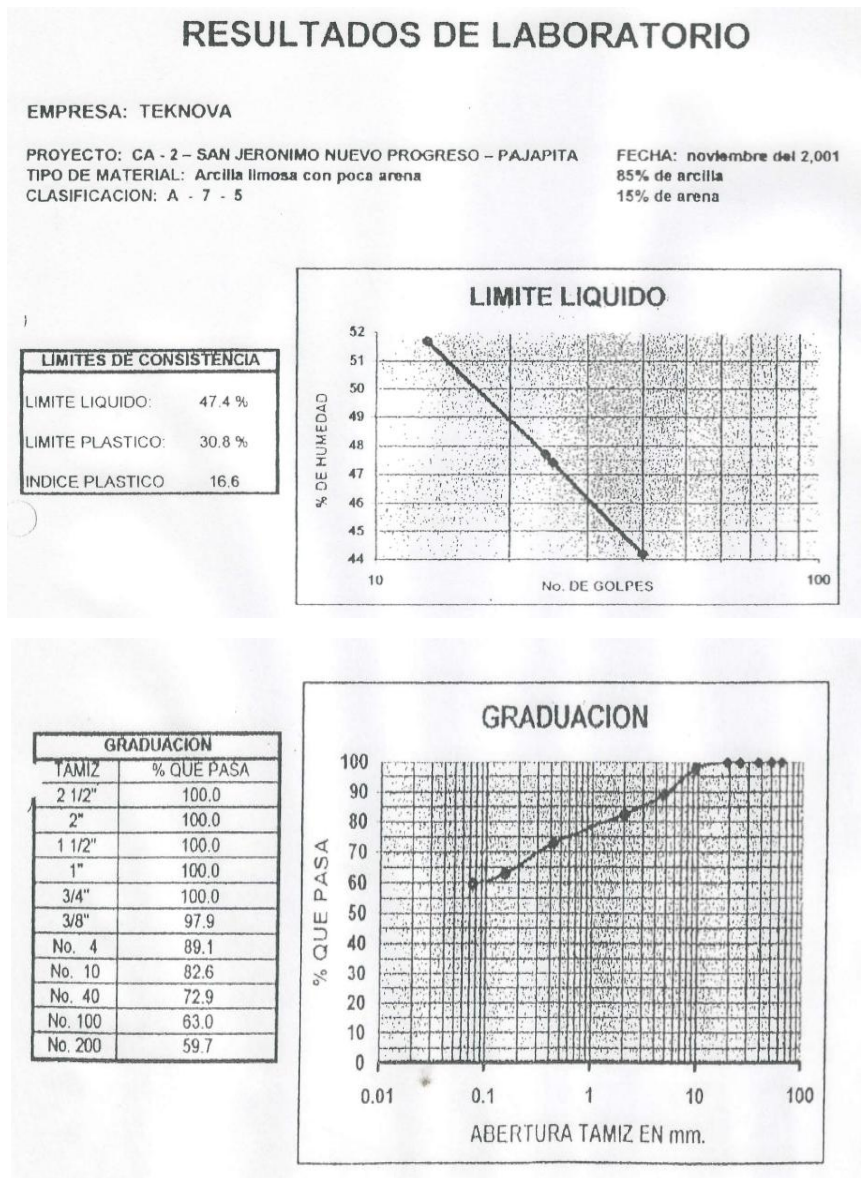 RESULTADOS DE LABORATORIO
EMPRESA: TEKNOVA
PROYECTO: CA - 2 – SAN JERONIMO NUEVO PROGRESO – PAJAPITA FECHA: noviembre del 2,001
TIPO DE MATERIAL: Arcilla limosa con poca arena 85% de arcilla
CLASIFICACION: A - 7 - 5 15% de arena
LIMITES DE CONSISTENCIA
LIMITE LIQUIDO: 47.4 %
LIMITE PLASTICO: 30.8 %
INDICE PLASTICO 16.6
LIMITE LIQUIDO
% DE HUMEDAD
52
51
50
49
48
47
46
45
44
10 100
No. DE GOLPES
GRADUACION
TAMIZ % QUE PASA
2 1/2" 100.0
2" 100.0
1 1/2" 100.0
1" 100.0
3/4" 100.0
3/8" 97.9
No. 4 89.1
No. 10 82.6
No. 40 72.9
No. 100 63.0
No. 200 59.7
GRADUACION
% QUE PASA
100
90
80
70
60
50
40
30
20
10
0
0.01 0.1 1 10 100
ABERTURA TAMIZ EN mm.